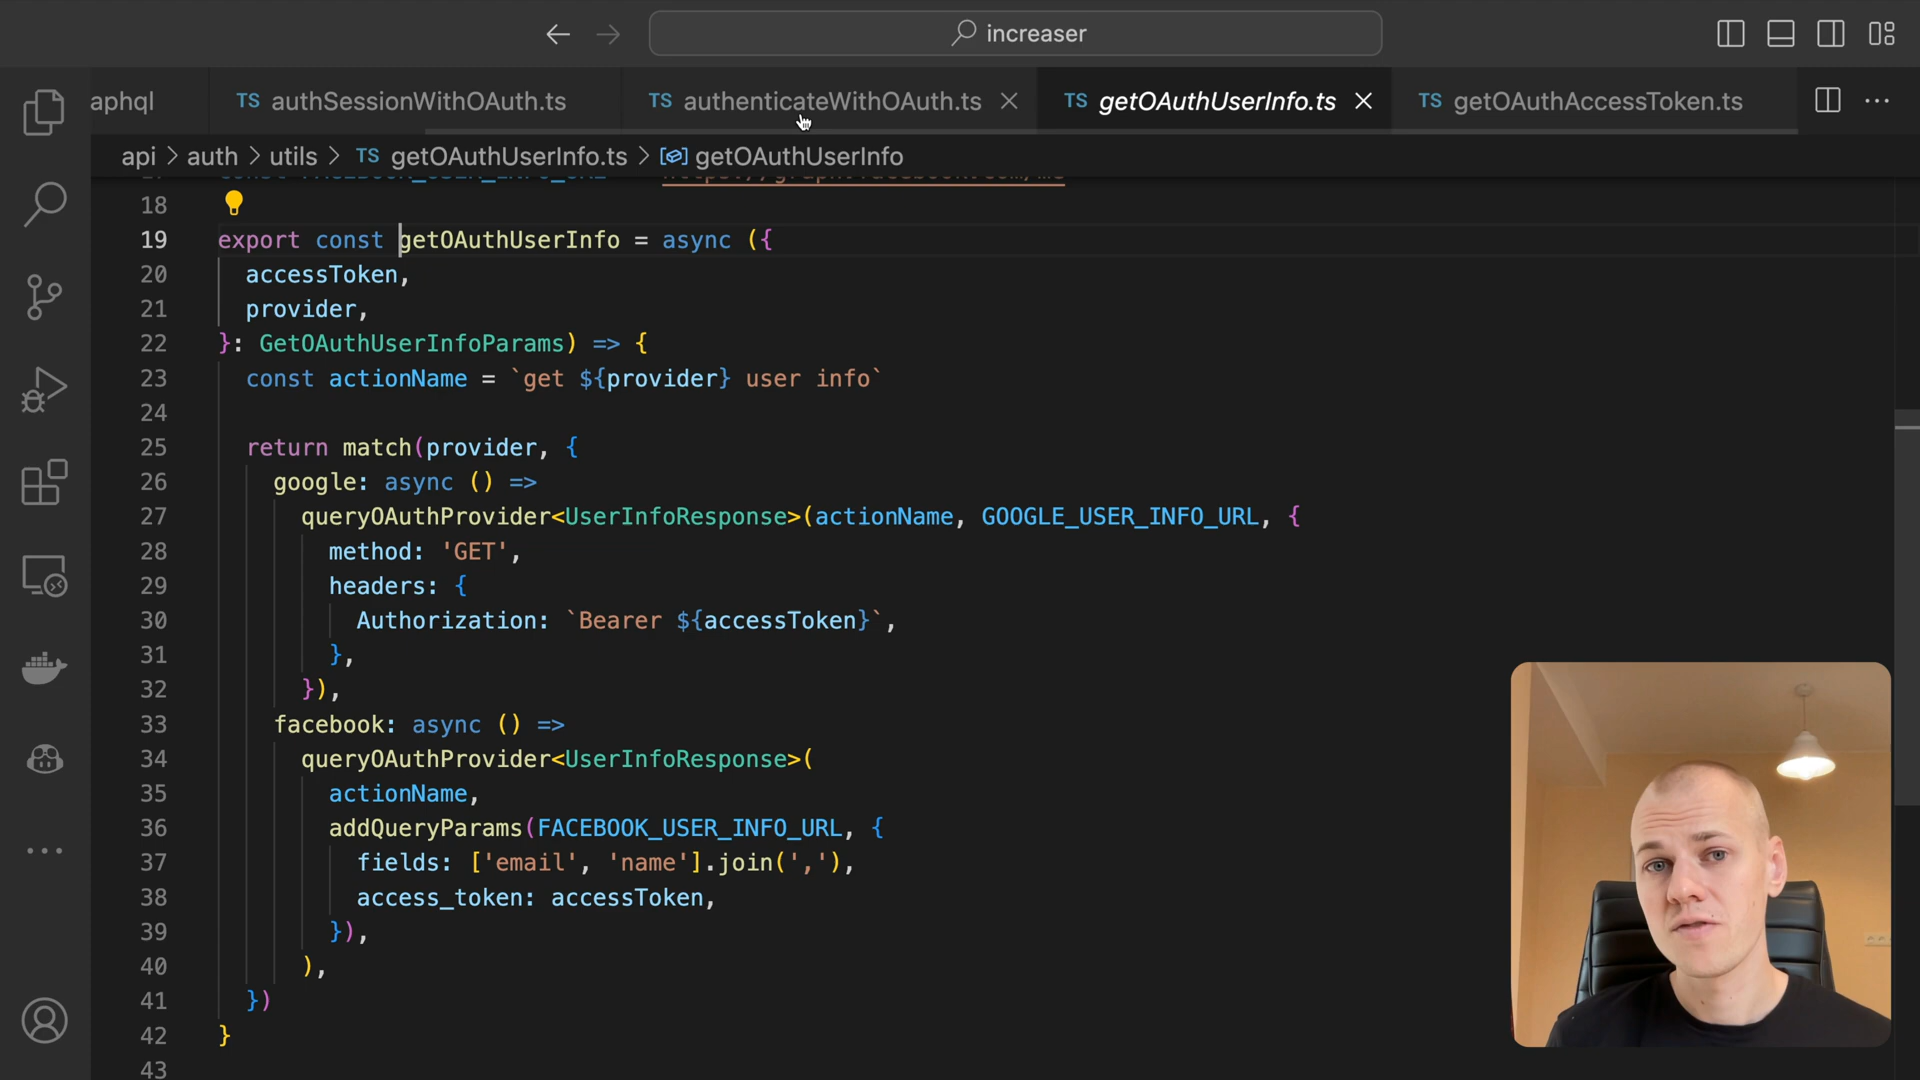 increaser
aphql
TS authSessionWithOAuth.ts
TS authenticateWithOAuth.ts
TS getOAuthUserInfo.ts
TS getOAuthAccessToken.ts
api > auth > utils > TS getOAuthUserInfo.ts > getOAuthUserInfo
18
19 export const getOAuthUserInfo = async ({
20 accessToken,
21 provider,
22 }: GetOAuthUserInfoParams) => {
23 const actionName = `get ${provider} user info`
24
25 return match(provider, {
26 google: async () =>
27 queryOAuthProvider<UserInfoResponse>(actionName, GOOGLE_USER_INFO_URL, {
28 method: 'GET',
29 headers: {
30 Authorization: `Bearer ${accessToken}`,
31 },
32 }),
33 facebook: async () =>
34 queryOAuthProvider<UserInfoResponse>(
35 actionName,
36 addQueryParams(FACEBOOK_USER_INFO_URL, {
37 fields: ['email', 'name'].join(','),
38 access_token: accessToken,
39 }),
40 ),
41 })
42 }
43